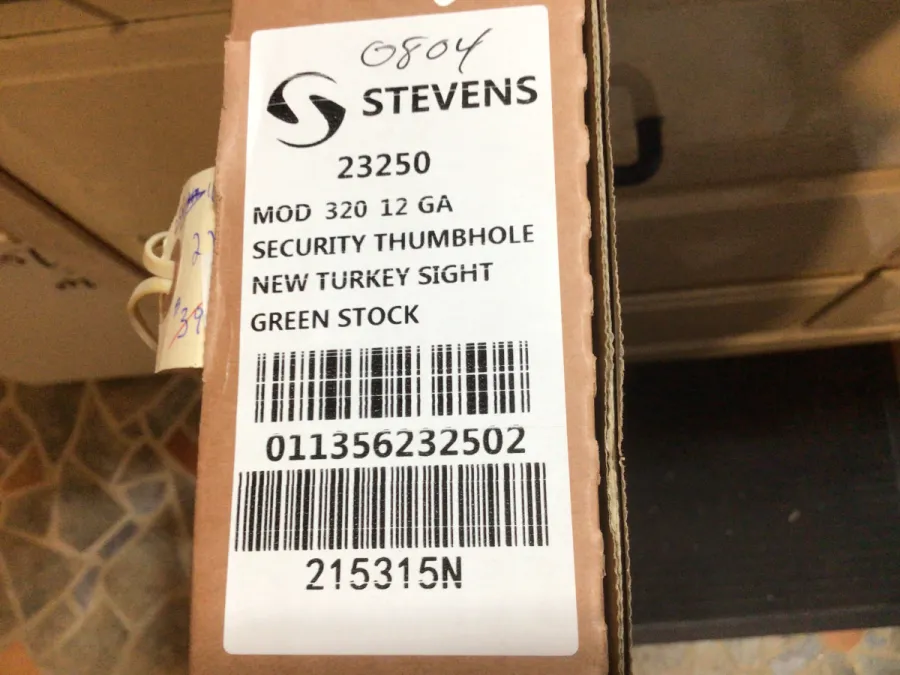 0804
STEVENS
23250
MOD 320 12 GA
SECURITY THUMBHOLE
NEW TURKEY SIGHT
GREEN STOCK
011356232502
215315N